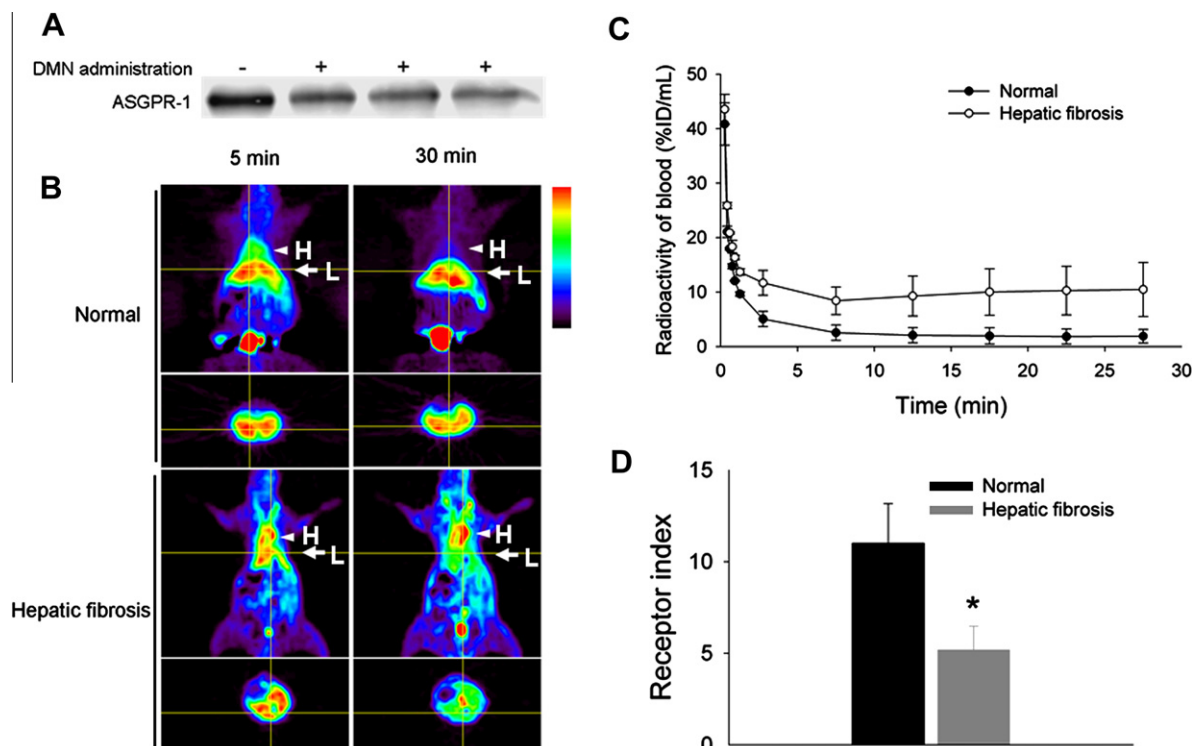 A
DMN administration - + + +
ASGPR-1
B
5 min 30 min
Normal
H H
L L
Hepatic fibrosis
H H
L L
C
Radioactivity of blood (%ID/mL)
50
40
30
20
10
0
0 5 10 15 20 25 30
Time (min)
Normal
Hepatic fibrosis
D
Receptor index
15
10
5
0
Normal
Hepatic fibrosis
*